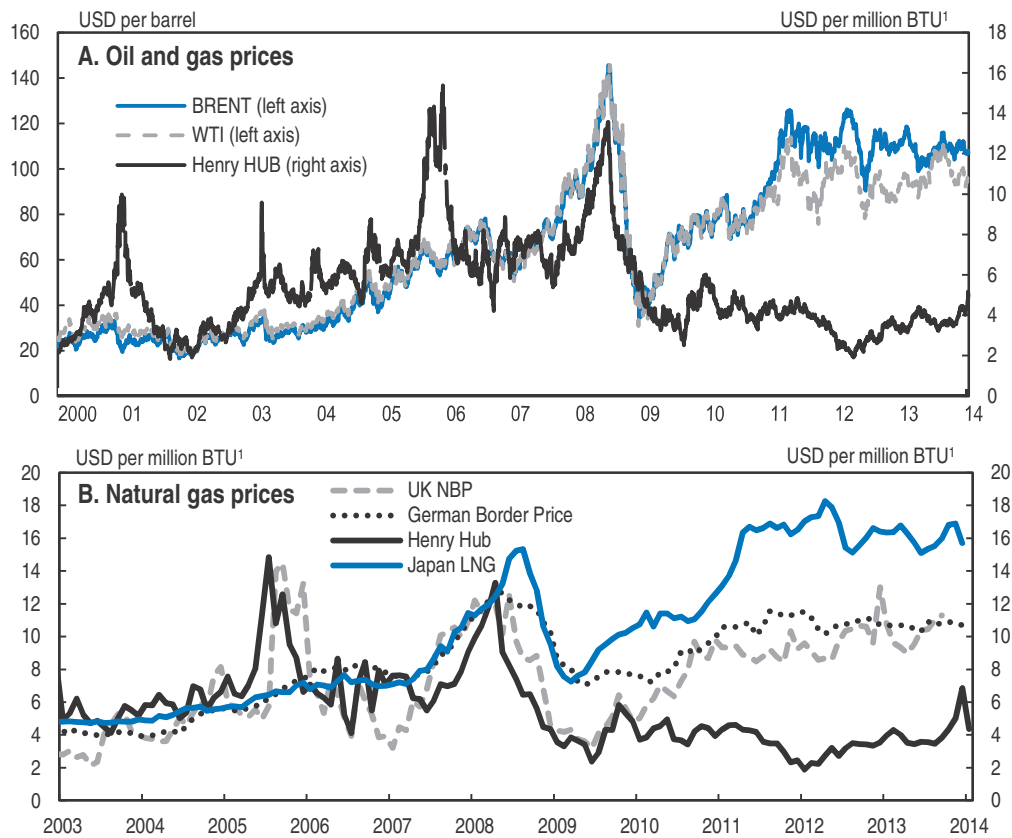 USD per barrel USD per million BTU¹
A. Oil and gas prices
BRENT (left axis)
WTI (left axis)
Henry HUB (right axis)
160 18
140 16
120 14
100 12
80 10
60 8
40 6
20 4
0 2
0
2000 01 02 03 04 05 06 07 08 09 10 11 12 13 14
USD per million BTU¹ USD per million BTU¹
B. Natural gas prices
UK NBP
German Border Price
Henry Hub
Japan LNG
20 20
18 18
16 16
14 14
12 12
10 10
8 8
6 6
4 4
2 2
0 0
2003 2004 2005 2006 2007 2008 2009 2010 2011 2012 2013 2014